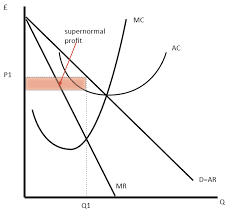 £
MC
supernormal
profit
AC
P1
D=AR
MR
Q
Q1